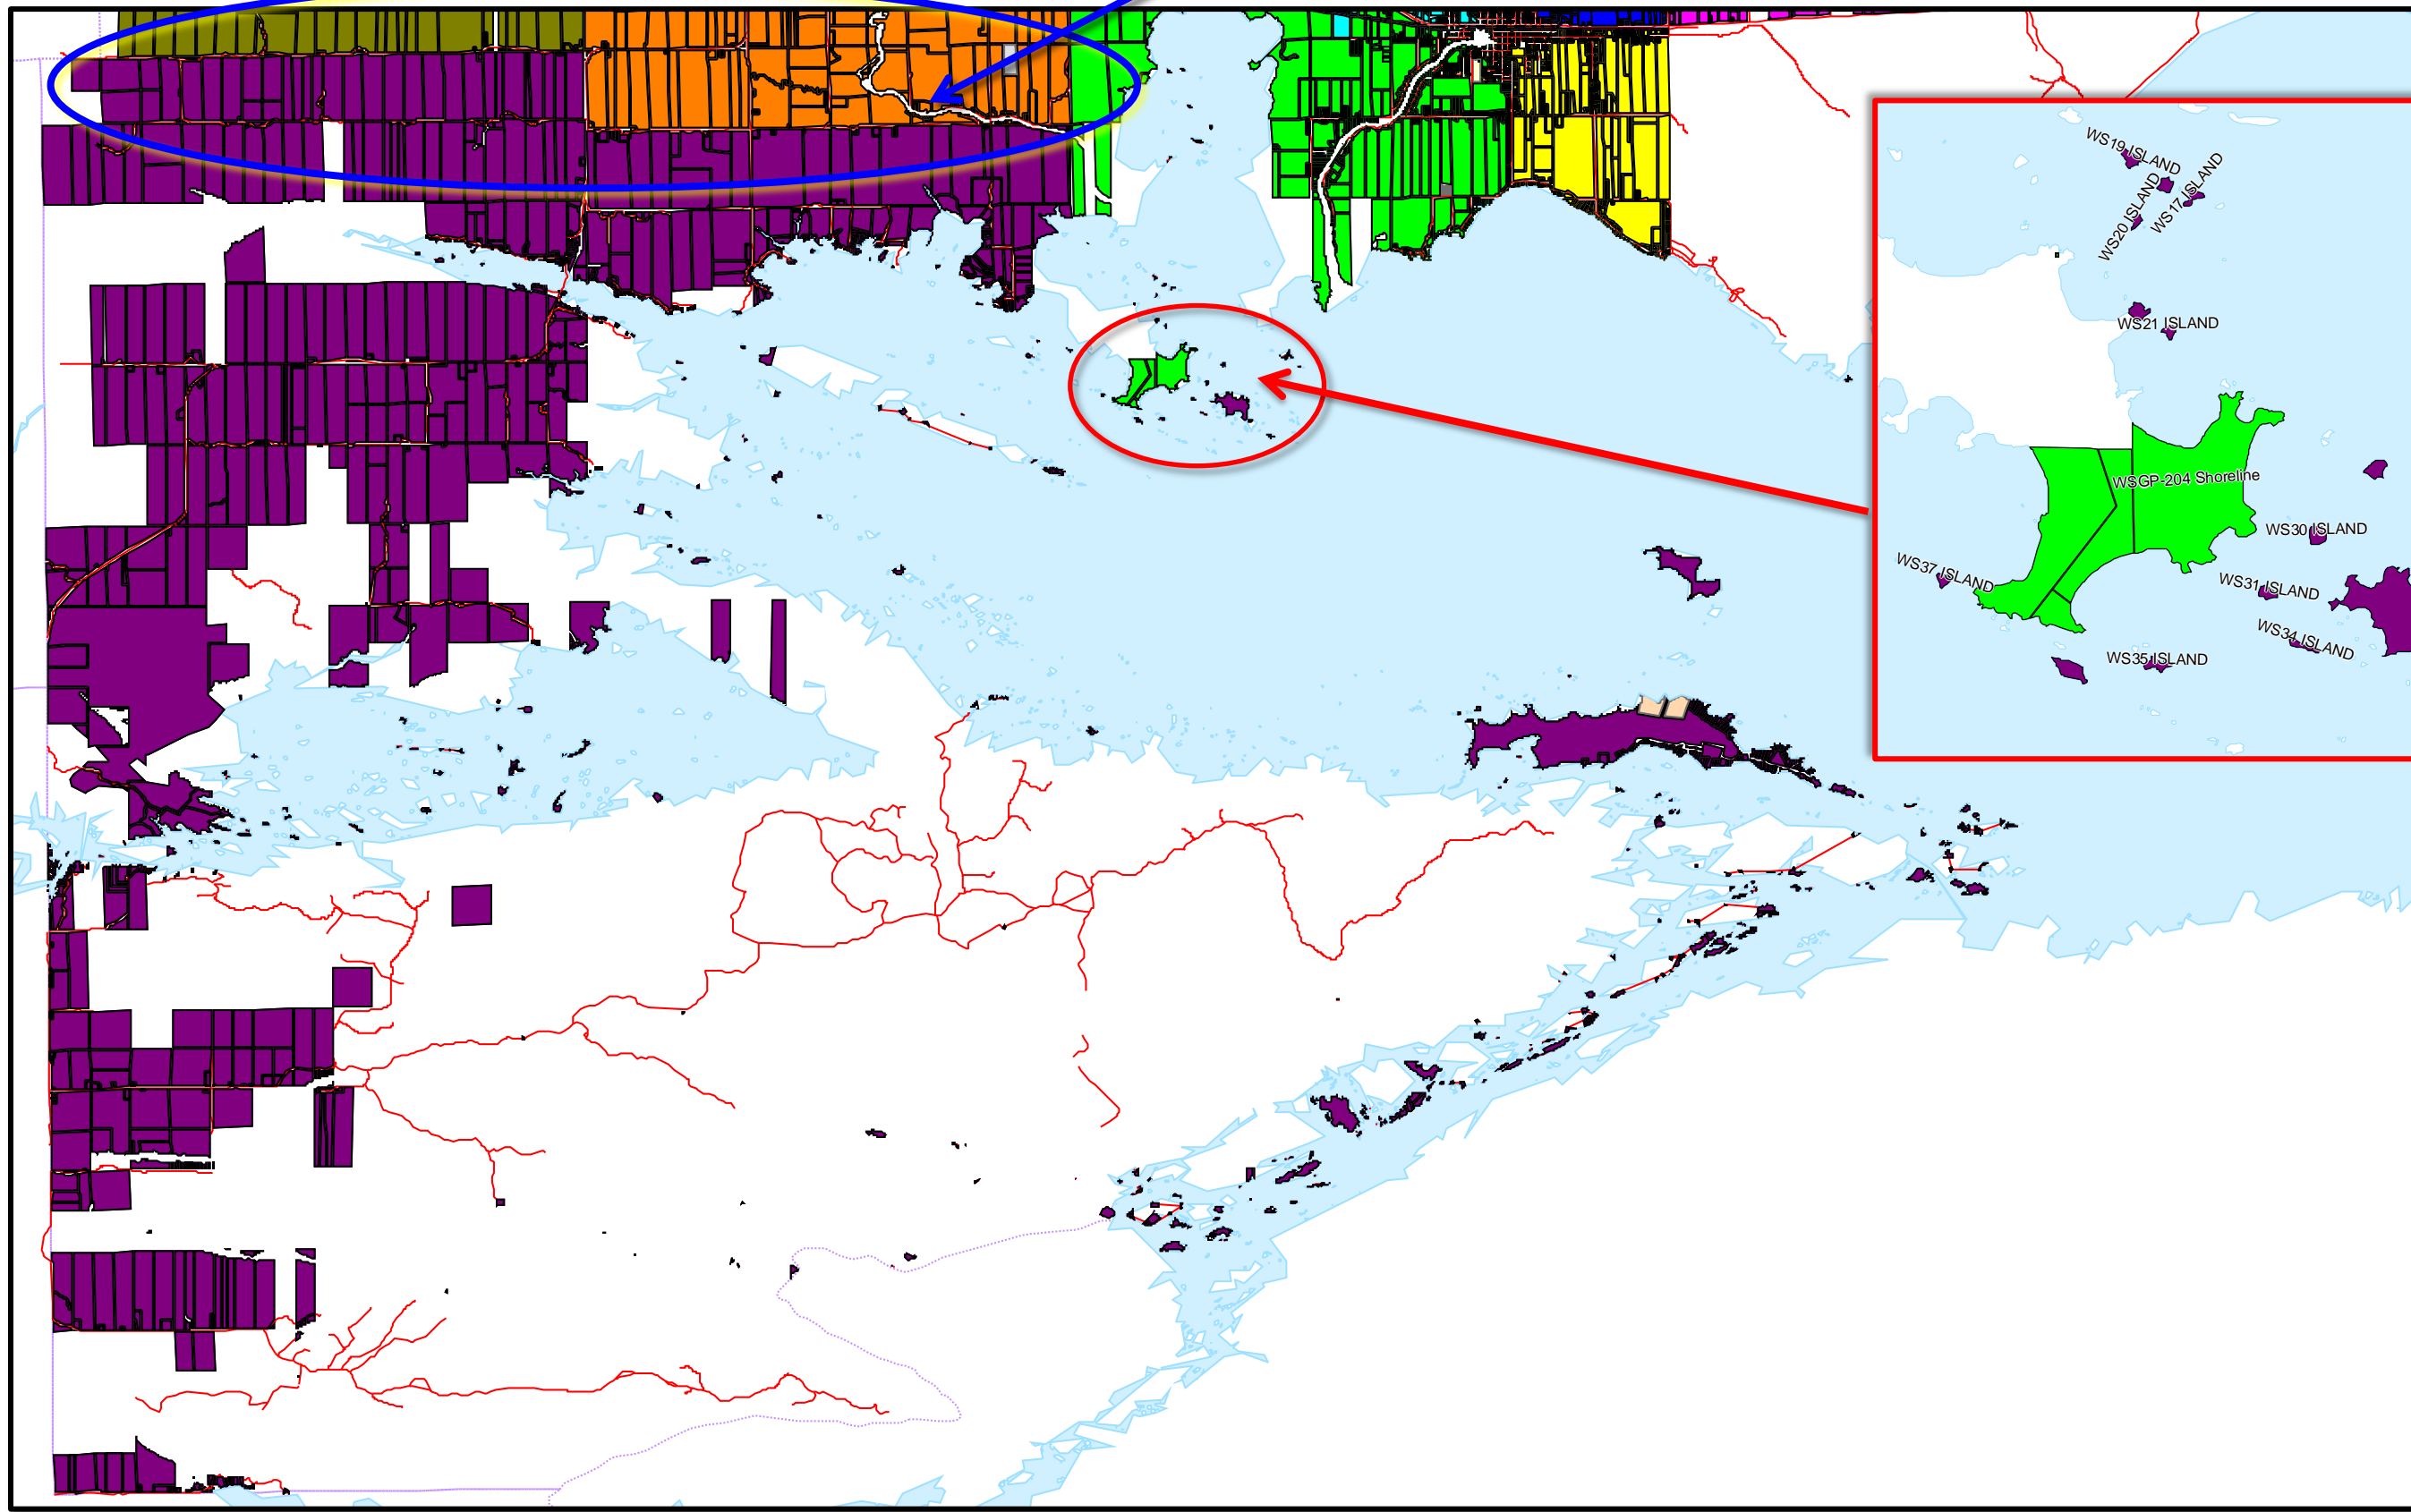 WS19 ISLAND
WS20 ISLAND
WS17 ISLAND
WS21 ISLAND
WSGP-204 Shoreline
WS30 ISLAND
WS37 ISLAND
WS31 ISLAND
WS34 ISLAND
WS35 ISLAND